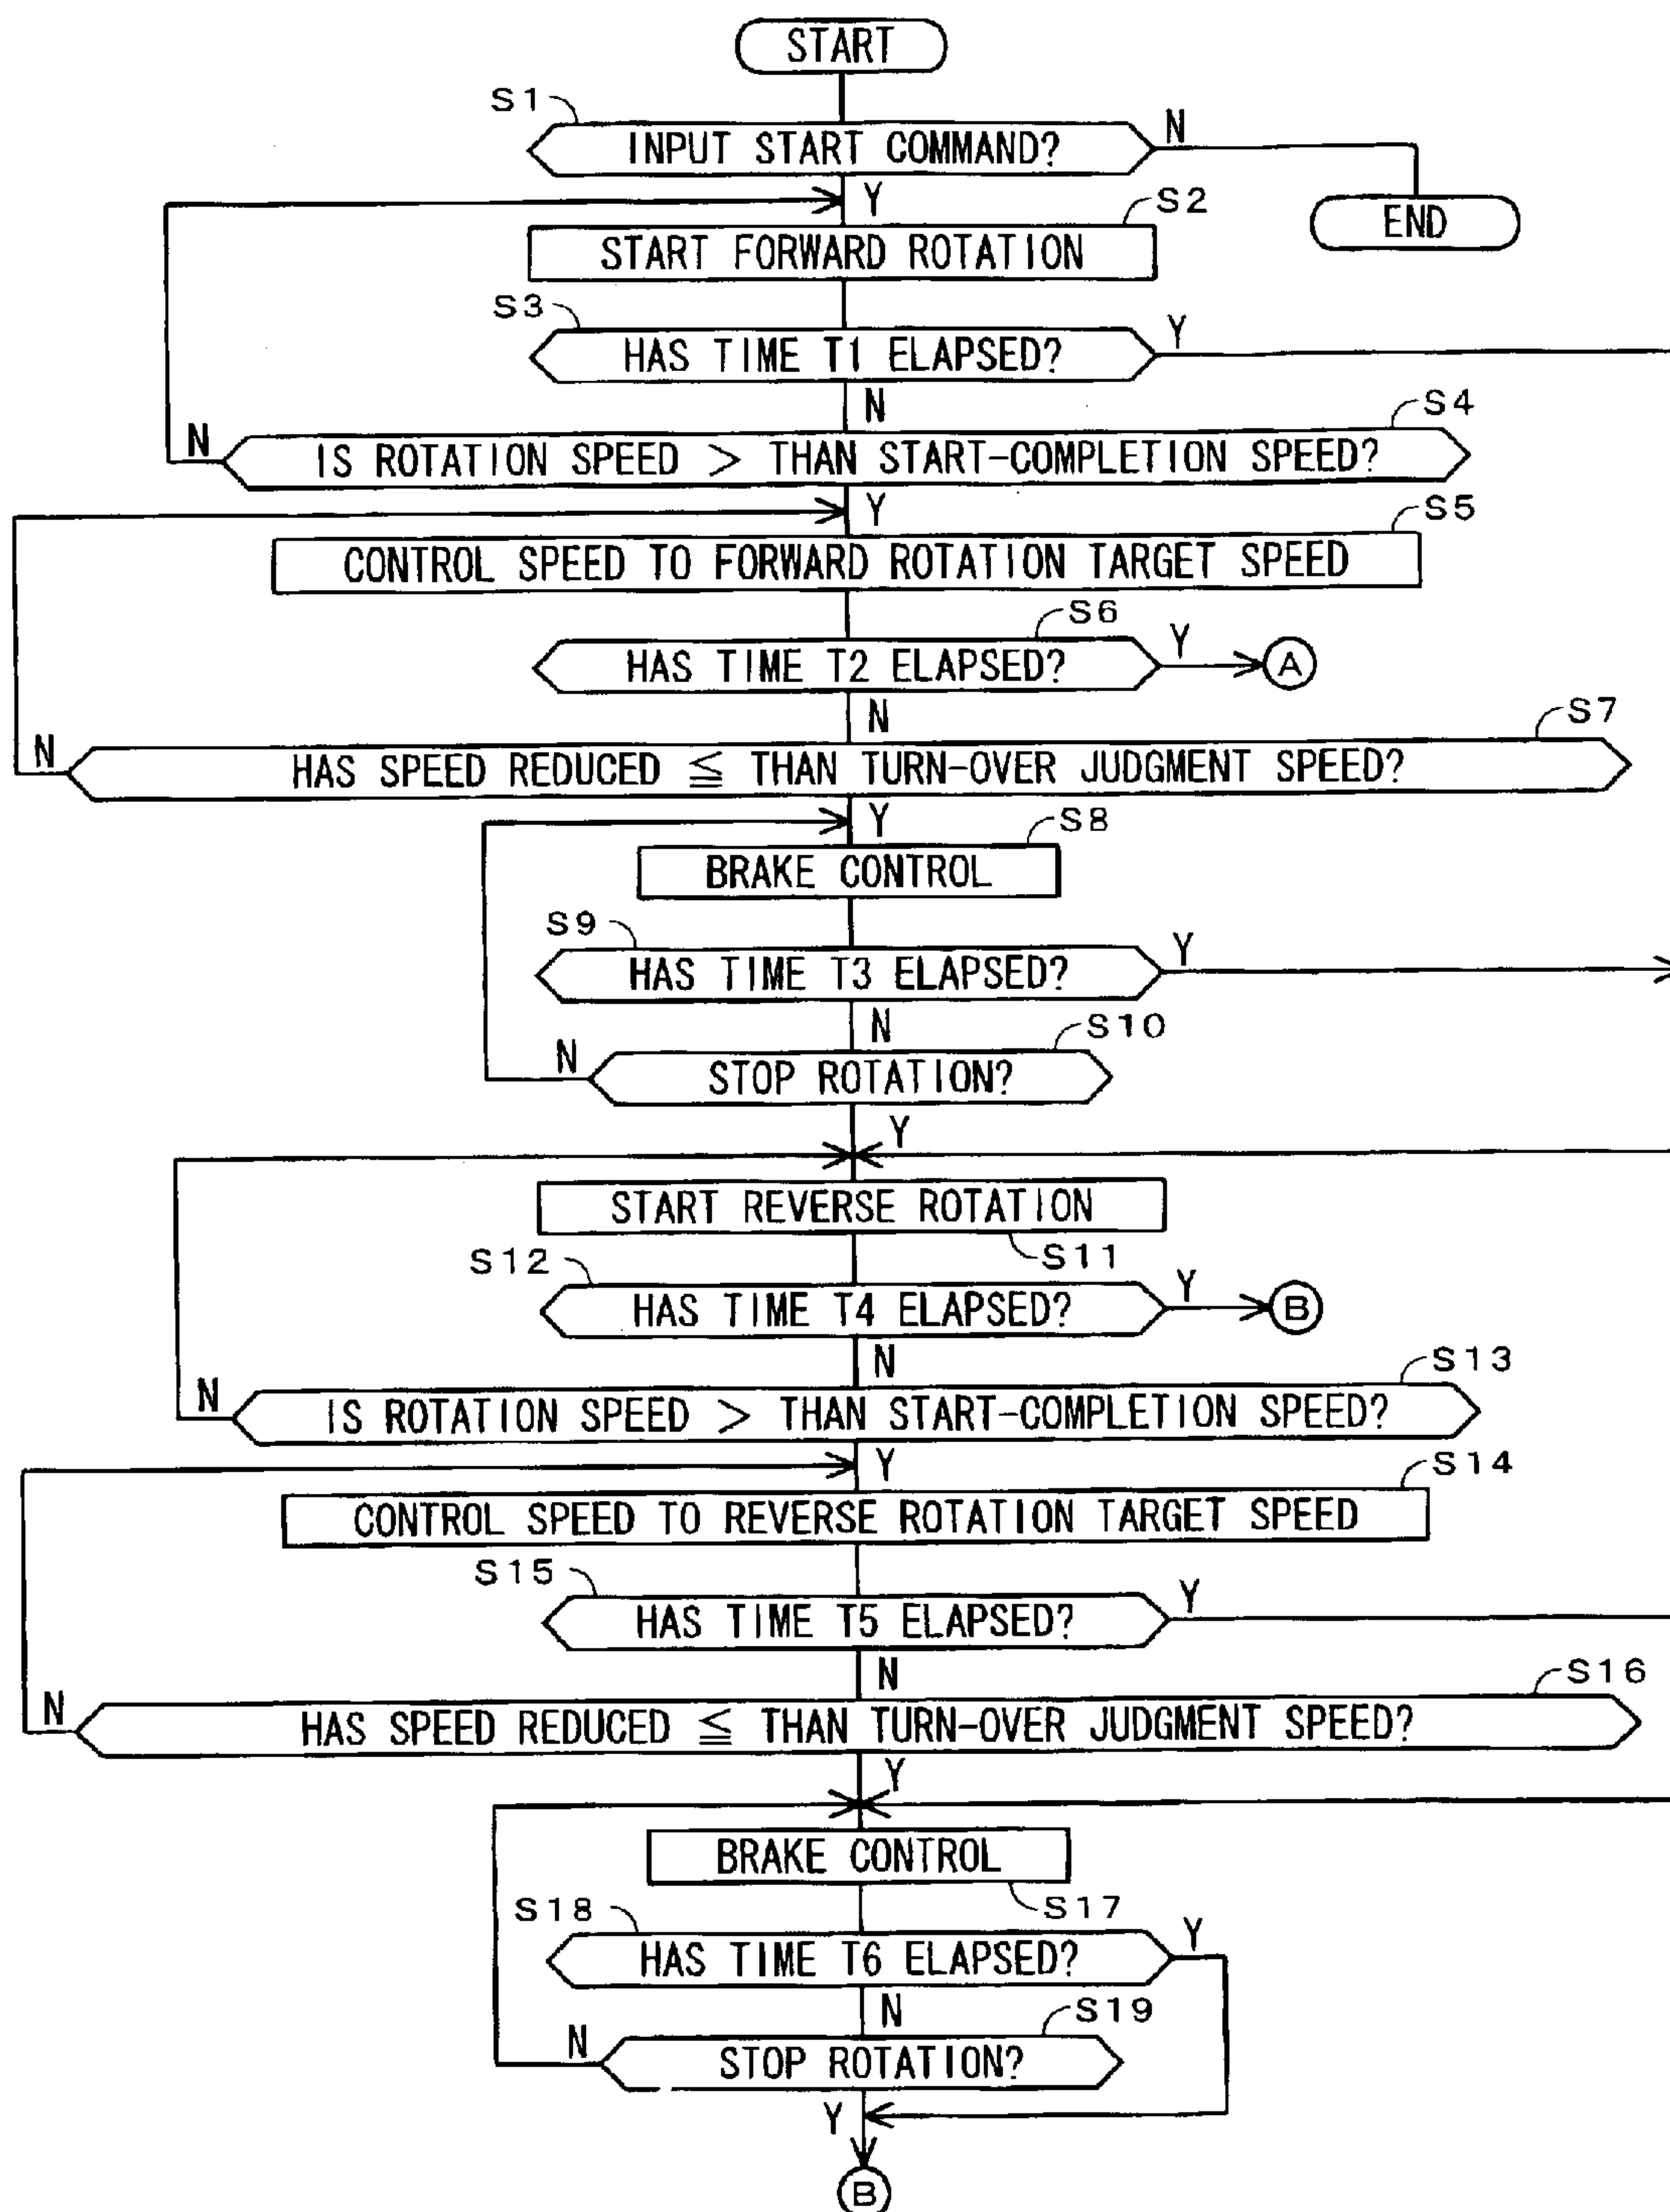 START
S1
INPUT START COMMAND?
N
Y
END
S2
START FORWARD ROTATION
S3
HAS TIME T1 ELAPSED?
Y
N
S4
N
IS ROTATION SPEED > THAN START-COMPLETION SPEED?
Y
S5
CONTROL SPEED TO FORWARD ROTATION TARGET SPEED
S6
HAS TIME T2 ELAPSED?
Y
A
N
S7
N
HAS SPEED REDUCED ≦ THAN TURN-OVER JUDGMENT SPEED?
Y
S8
BRAKE CONTROL
S9
HAS TIME T3 ELAPSED?
Y
N
S10
N
STOP ROTATION?
Y
START REVERSE ROTATION
S11
S12
HAS TIME T4 ELAPSED?
Y
B
N
S13
N
IS ROTATION SPEED > THAN START-COMPLETION SPEED?
Y
S14
CONTROL SPEED TO REVERSE ROTATION TARGET SPEED
S15
HAS TIME T5 ELAPSED?
Y
N
S16
N
HAS SPEED REDUCED ≦ THAN TURN-OVER JUDGMENT SPEED?
Y
BRAKE CONTROL
S17
S18
HAS TIME T6 ELAPSED?
Y
N
S19
N
STOP ROTATION?
Y
B